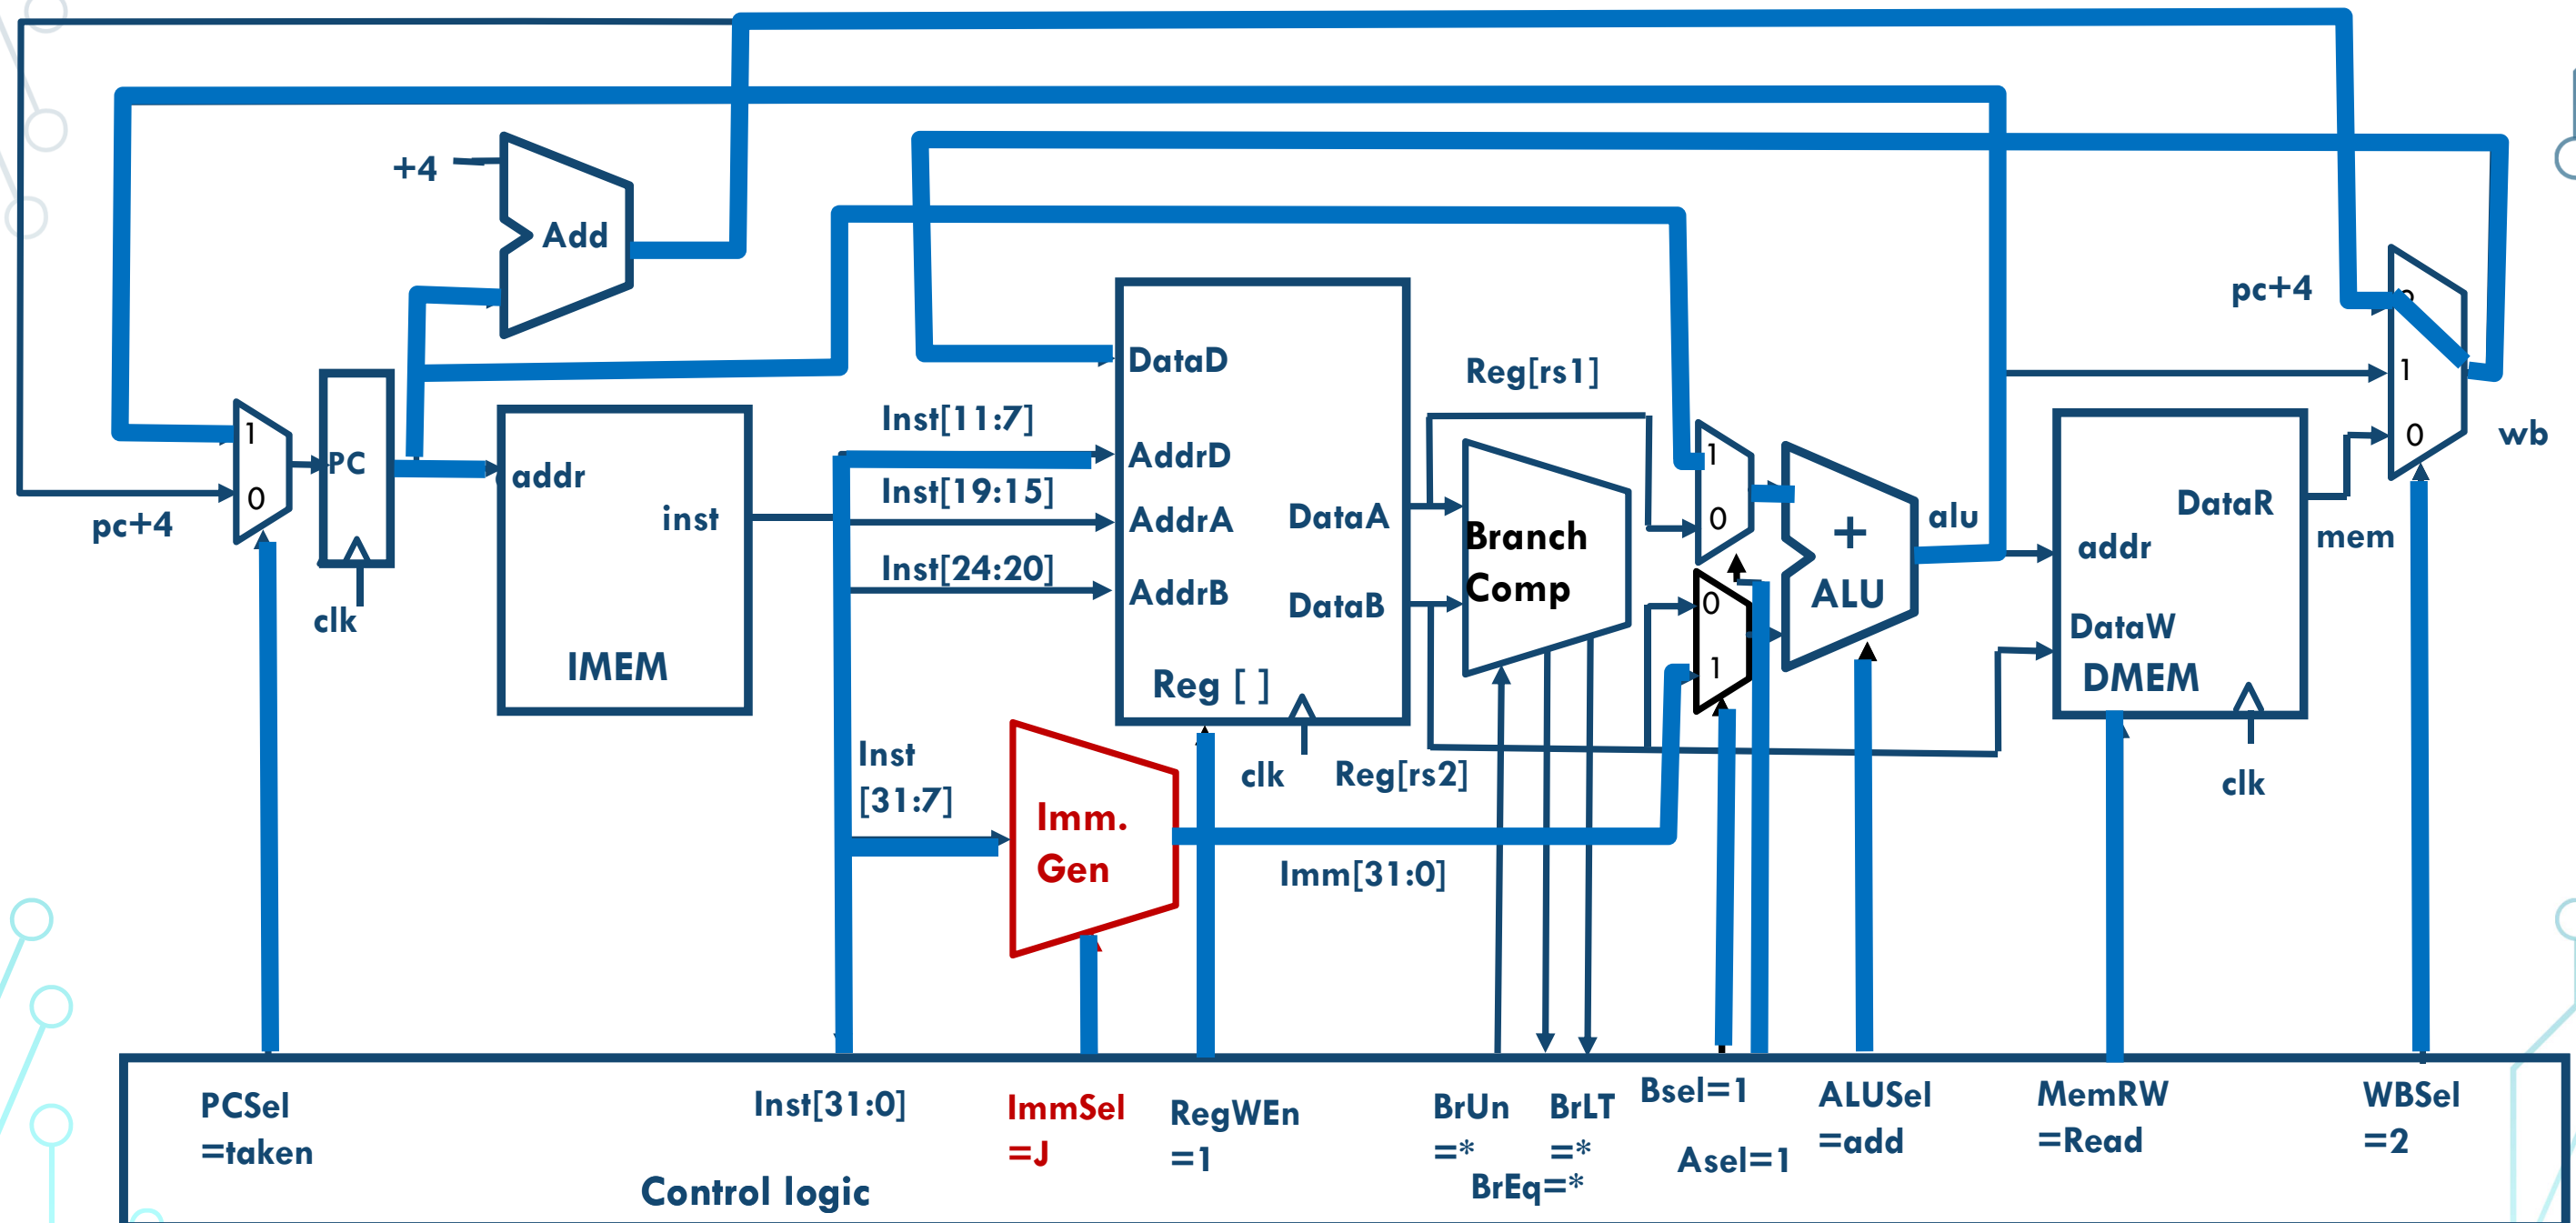 +4
Add
pc+4
1
0
pc+4
PC
clk
addr
inst
IMEM
Inst[11:7]
Inst[19:15]
Inst[24:20]
DataD
AddrD
AddrA
AddrB
DataA
DataB
Reg [ ]
clk
Reg[rs1]
Reg[rs2]
Branch
Comp
1
0
0
1
+
ALU
alu
addr
DataW
DMEM
DataR
clk
mem
1
0
wb
Inst
[31:7]
Imm.
Gen
Imm[31:0]
PCSel
=taken
Inst[31:0]
ImmSel
=J
RegWEn
=1
BrUn
=*
BrLT
=*
BrEq=*
Bsel=1
Asel=1
ALUSel
=add
MemRW
=Read
WBSel
=2
Control logic